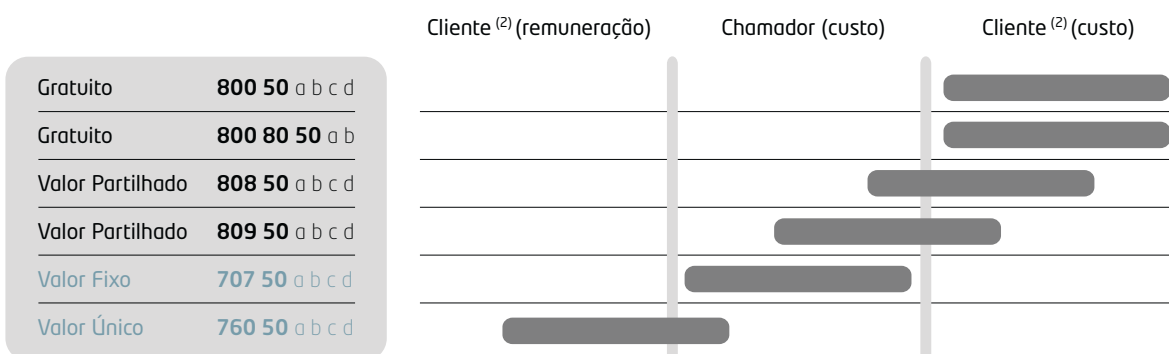 Cliente (2) (remuneração) Chamador (custo) Cliente (2) (custo)
Gratuito 800 50 a b c d
Gratuito 800 80 50 a b
Valor Partilhado 808 50 a b c d
Valor Partilhado 809 50 a b c d
Valor Fixo 707 50 a b c d
Valor Único 760 50 a b c d